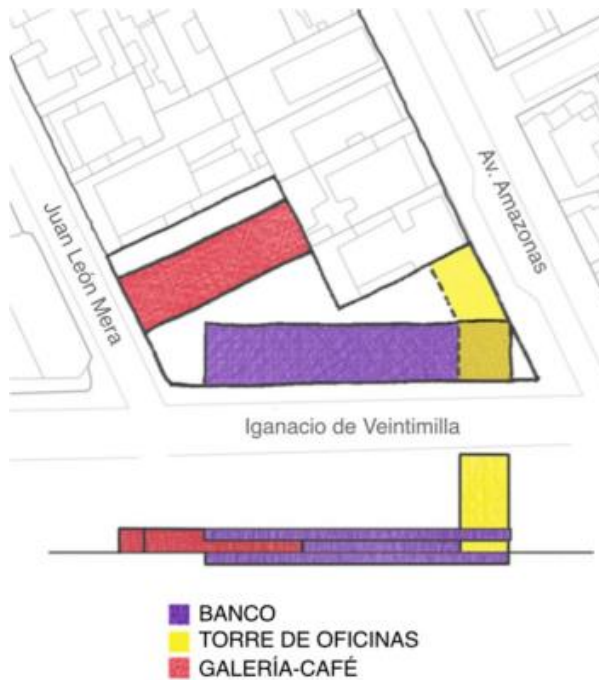 Juan León Mera
Av. Amazonas
Iganacio de Veintimilla
BANCO
TORRE DE OFICINAS
GALERÍA-CAFÉ